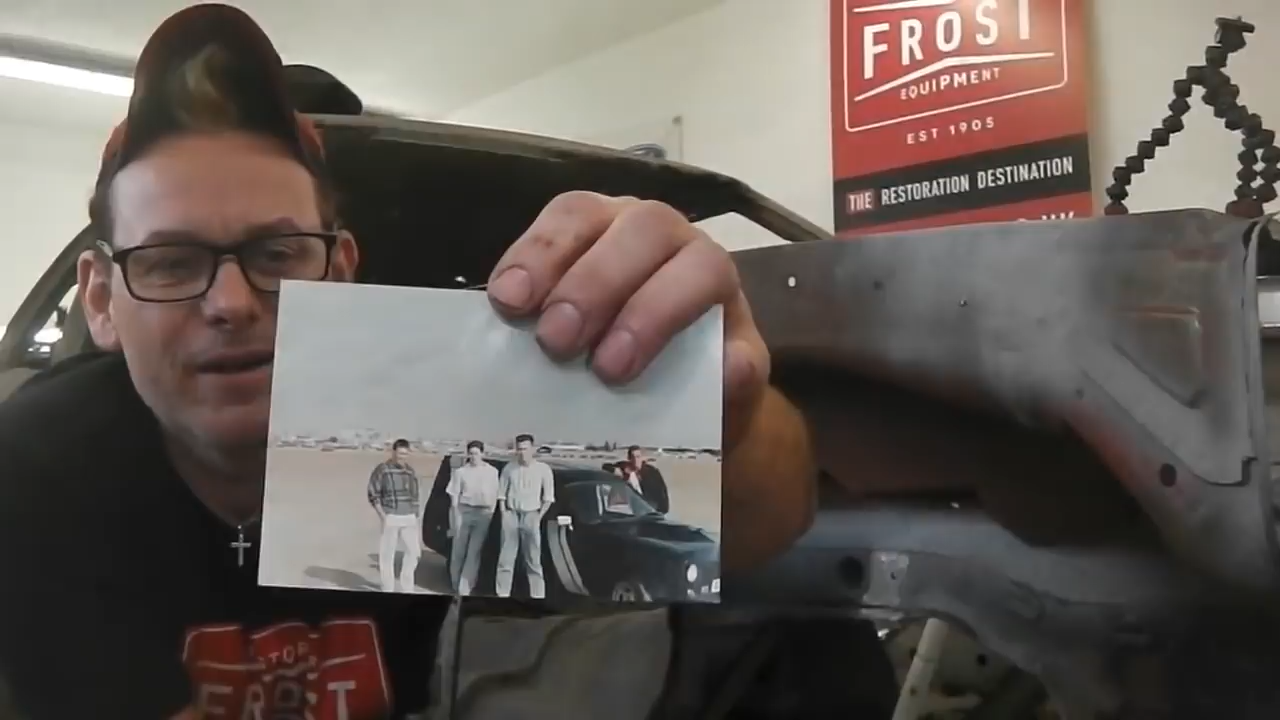 FROST
EQUIPMENT
EST 1905
THE RESTORATION DESTINATION
FROST